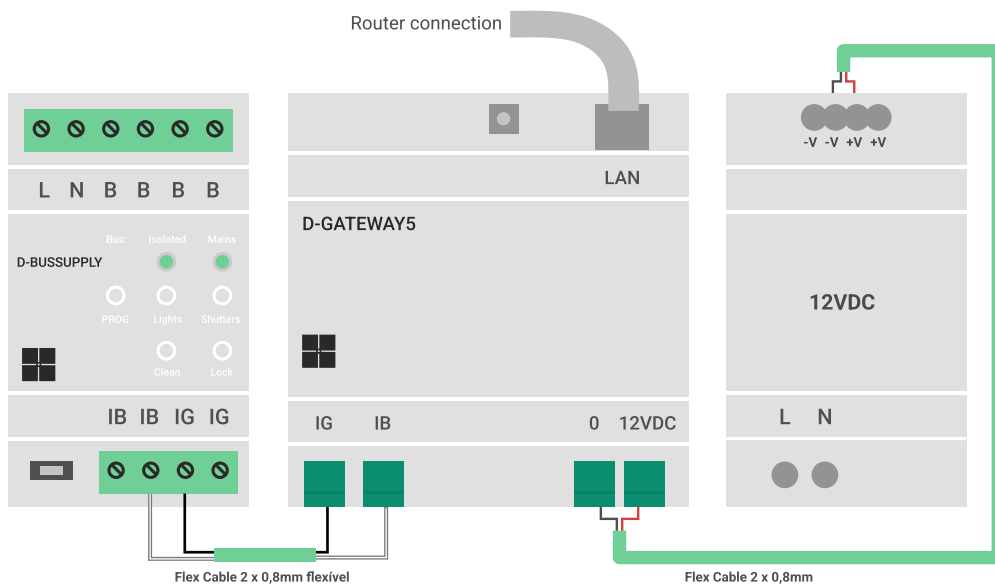 Router connection
-V -V +V +V
L N B B B B
LAN
Bus: Isolated Mains
D-BUSSUPPLY
PROG Lights Shutters
Clean Lock
D-GATEWAY5
12VDC
IB IB IG IG
IG IB 0 12VDC
L N
Flex Cable 2 x 0,8mm flexível
Flex Cable 2 x 0,8mm